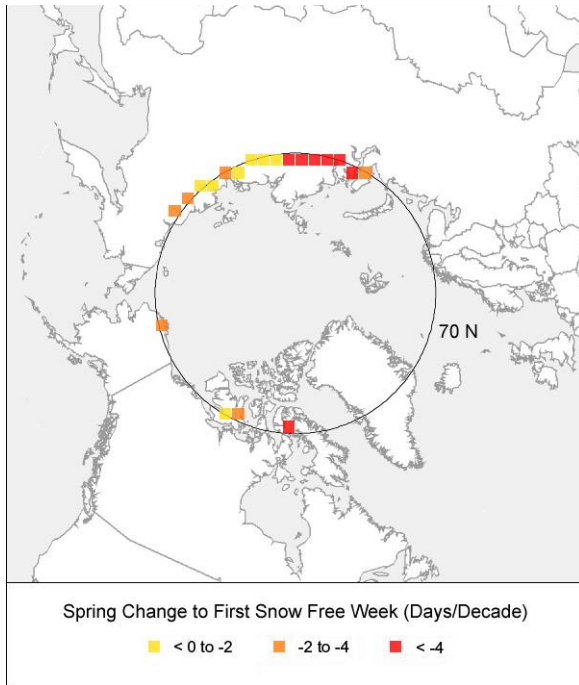 70 N
Spring Change to First Snow Free Week (Days/Decade)
< 0 to -2 -2 to -4 < -4